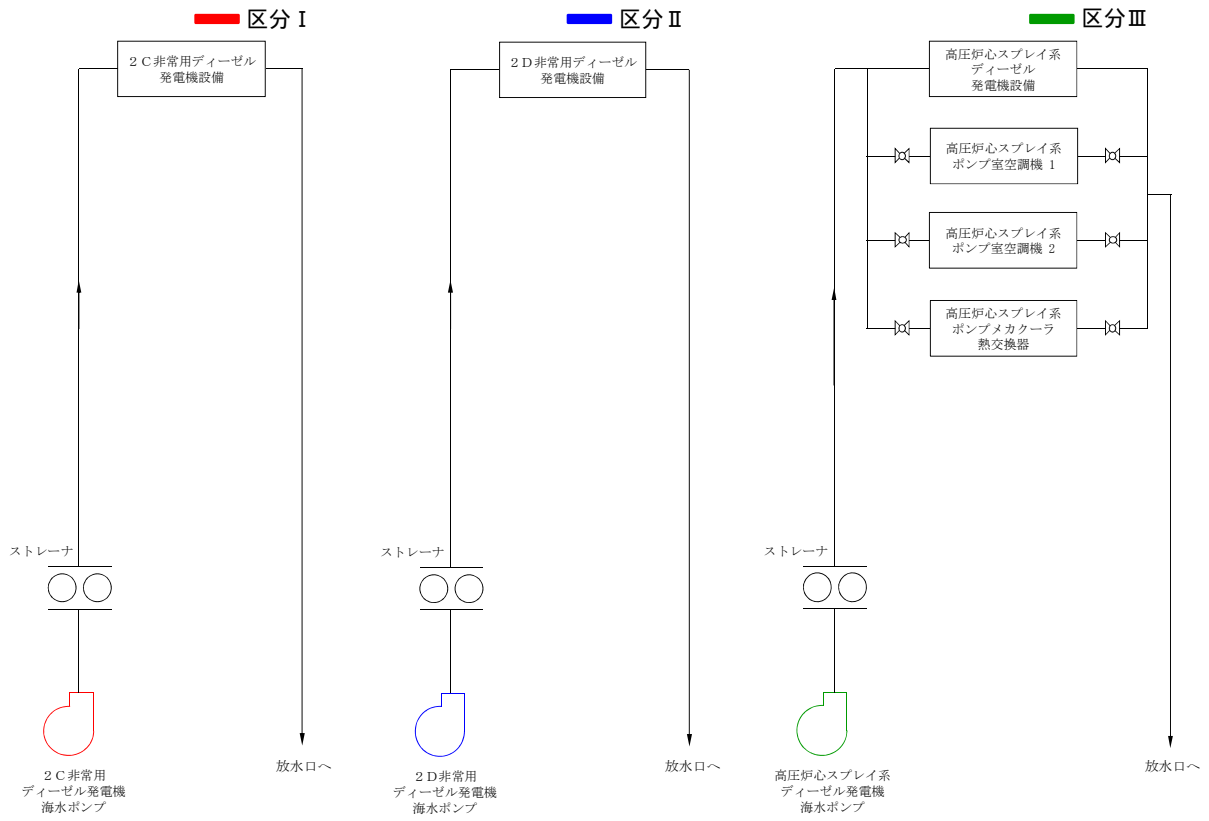 区分Ⅰ
区分Ⅱ
区分Ⅲ
２Ｃ非常用ディーゼル
発電機設備
２Ｄ非常用ディーゼル
発電機設備
高圧炉心スプレイ系
ディーゼル
発電機設備
高圧炉心スプレイ系
ポンプ室空調機 1
高圧炉心スプレイ系
ポンプ室空調機 2
高圧炉心スプレイ系
ポンプメカクーラ
熱交換器
ストレーナ
ストレーナ
ストレーナ
２Ｃ非常用
ディーゼル発電機
海水ポンプ
放水口へ
２Ｄ非常用
ディーゼル発電機
海水ポンプ
放水口へ
高圧炉心スプレイ系
ディーゼル発電機
海水ポンプ
放水口へ